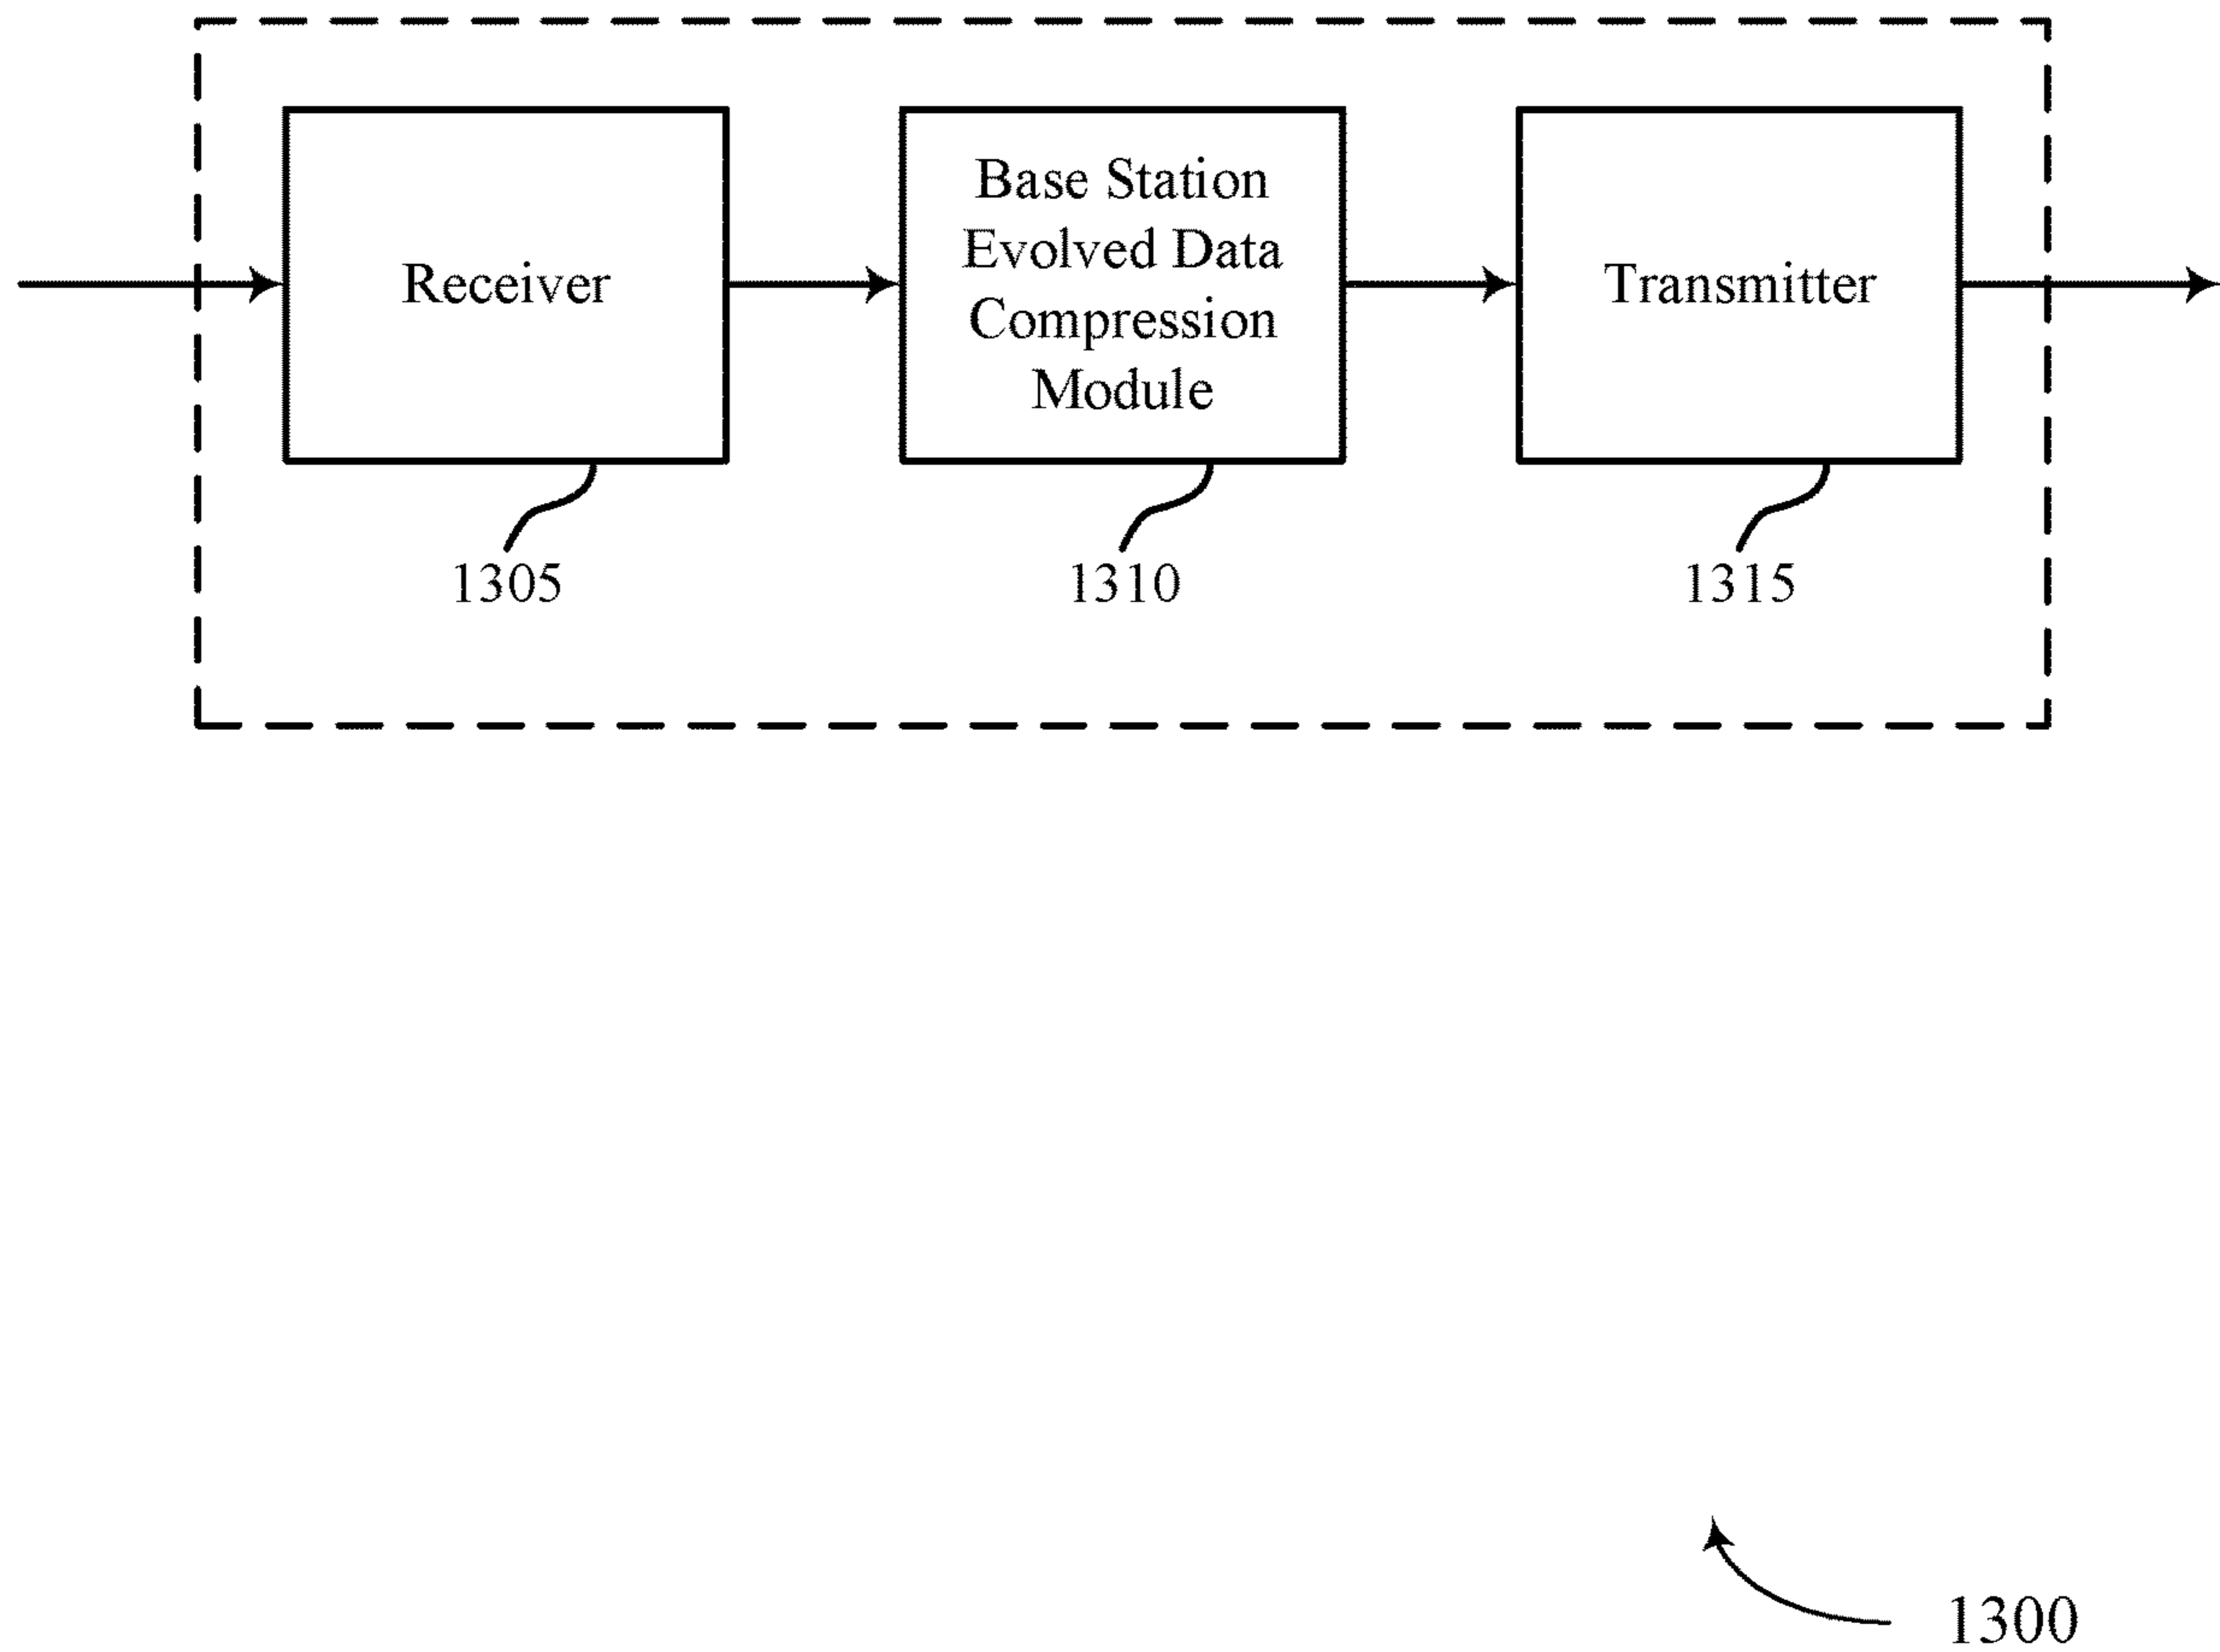 Receiver
Base Station
Evolved Data
Compression
Module
Transmitter
1305
1310
1315
1300